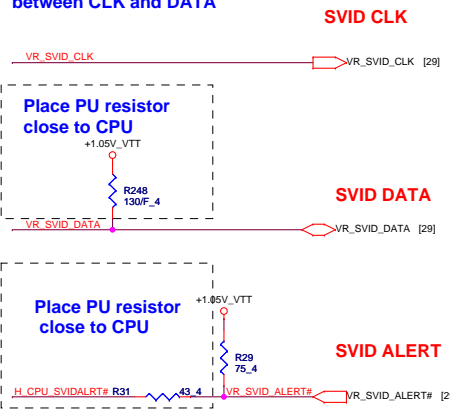 between CLK and DATA
SVID CLK
VR_SVID_CLK
VR_SVID_CLK [29]
Place PU resistor
close to CPU
+1.05V_VTT
R248
130/F_4
SVID DATA
VR_SVID_DATA
VR_SVID_DATA [29]
Place PU resistor
close to CPU
+1.05V_VTT
R29
75_4
SVID ALERT
H_CPU_SVIDALRT# R31 43_4 VR_SVID_ALERT#
VR_SVID_ALERT# [2